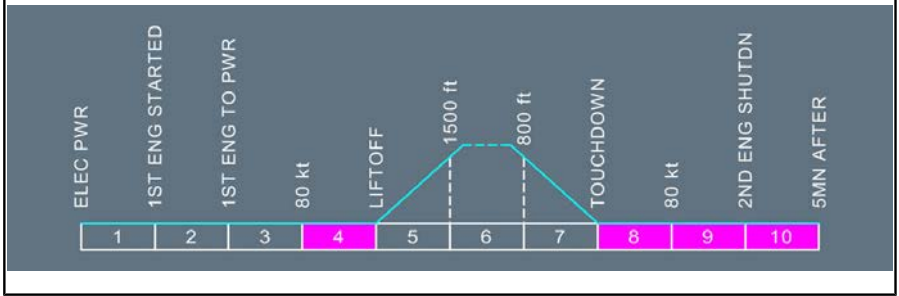 ELEC PWR
1ST ENG STARTED
1ST ENG TO PWR
80 kt
LIFTOFF
1500 ft
800 ft
TOUCHDOWN
80 kt
2ND ENG SHUTDN
5MN AFTER
1 2 3 4 5 6 7 8 9 10